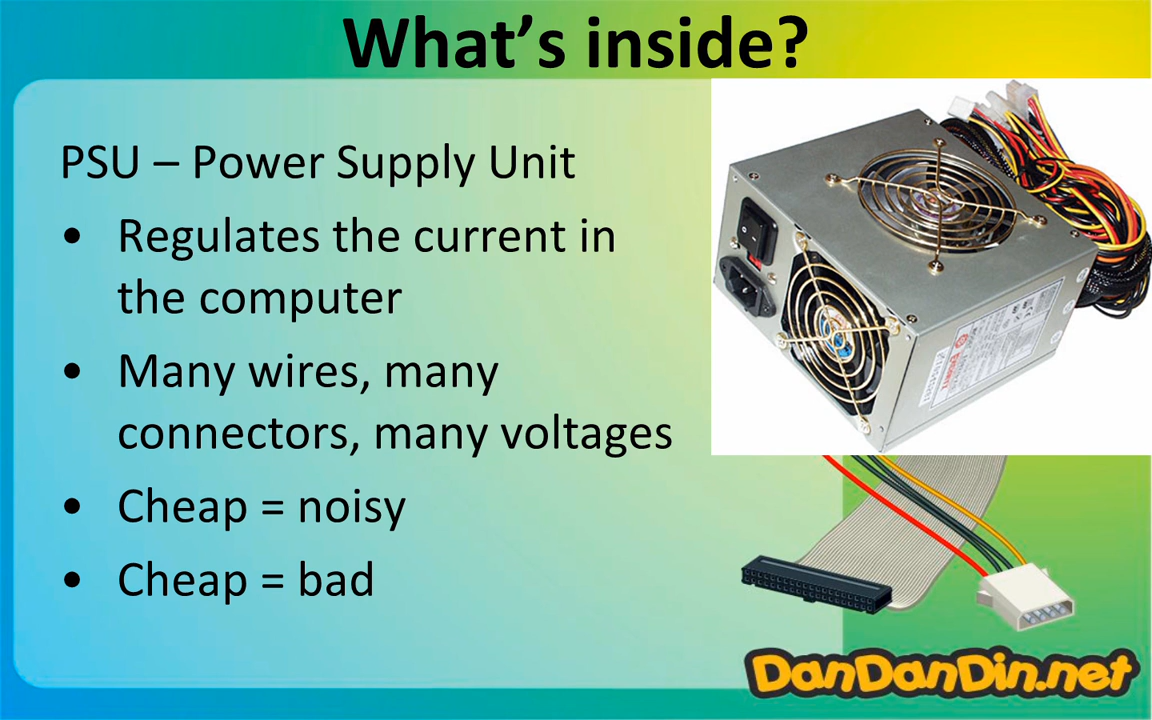 What’s inside?
PSU – Power Supply Unit
• Regulates the current in
the computer
• Many wires, many
connectors, many voltages
• Cheap = noisy
• Cheap = bad
DanDanDin.net